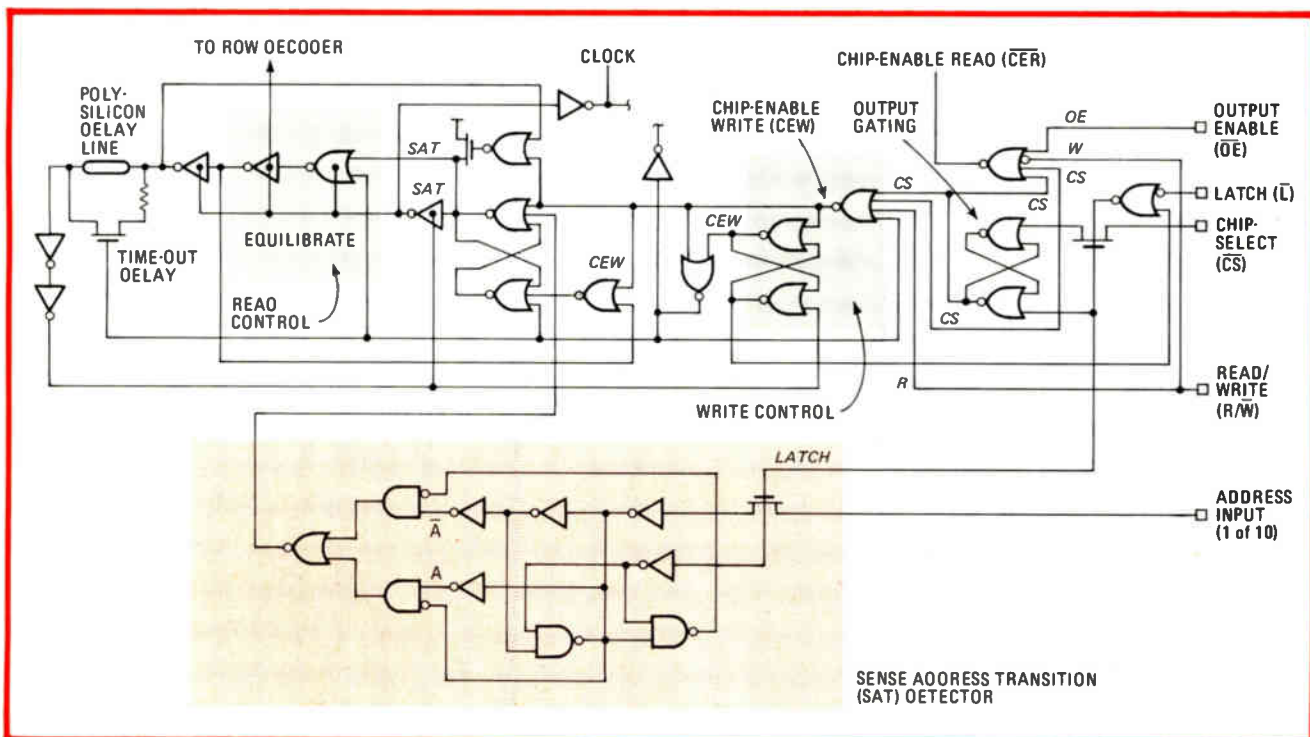 TO ROW OECOOER
CLOCK
CHIP-ENABLE REAO (CER)
POLY-
SILICON
OELAY
LINE
CHIP-ENABLE
WRITE (CEW)
OUTPUT
GATING
OUTPUT
ENABLE
(OE)
OE
W
CS
SAT
SAT
CS
CS
LATCH (L)
CHIP-
SELECT
(CS)
EQUILIBRATE
TIME-OUT
OELAY
CEW
CEW
REAO
CONTROL
CS
R
READ/
WRITE
(R/W)
WRITE CONTROL
LATCH
ADDRESS
INPUT
(1 of 10)
A
A
SENSE AOORESS TRANSITION
(SAT) DETECTOR